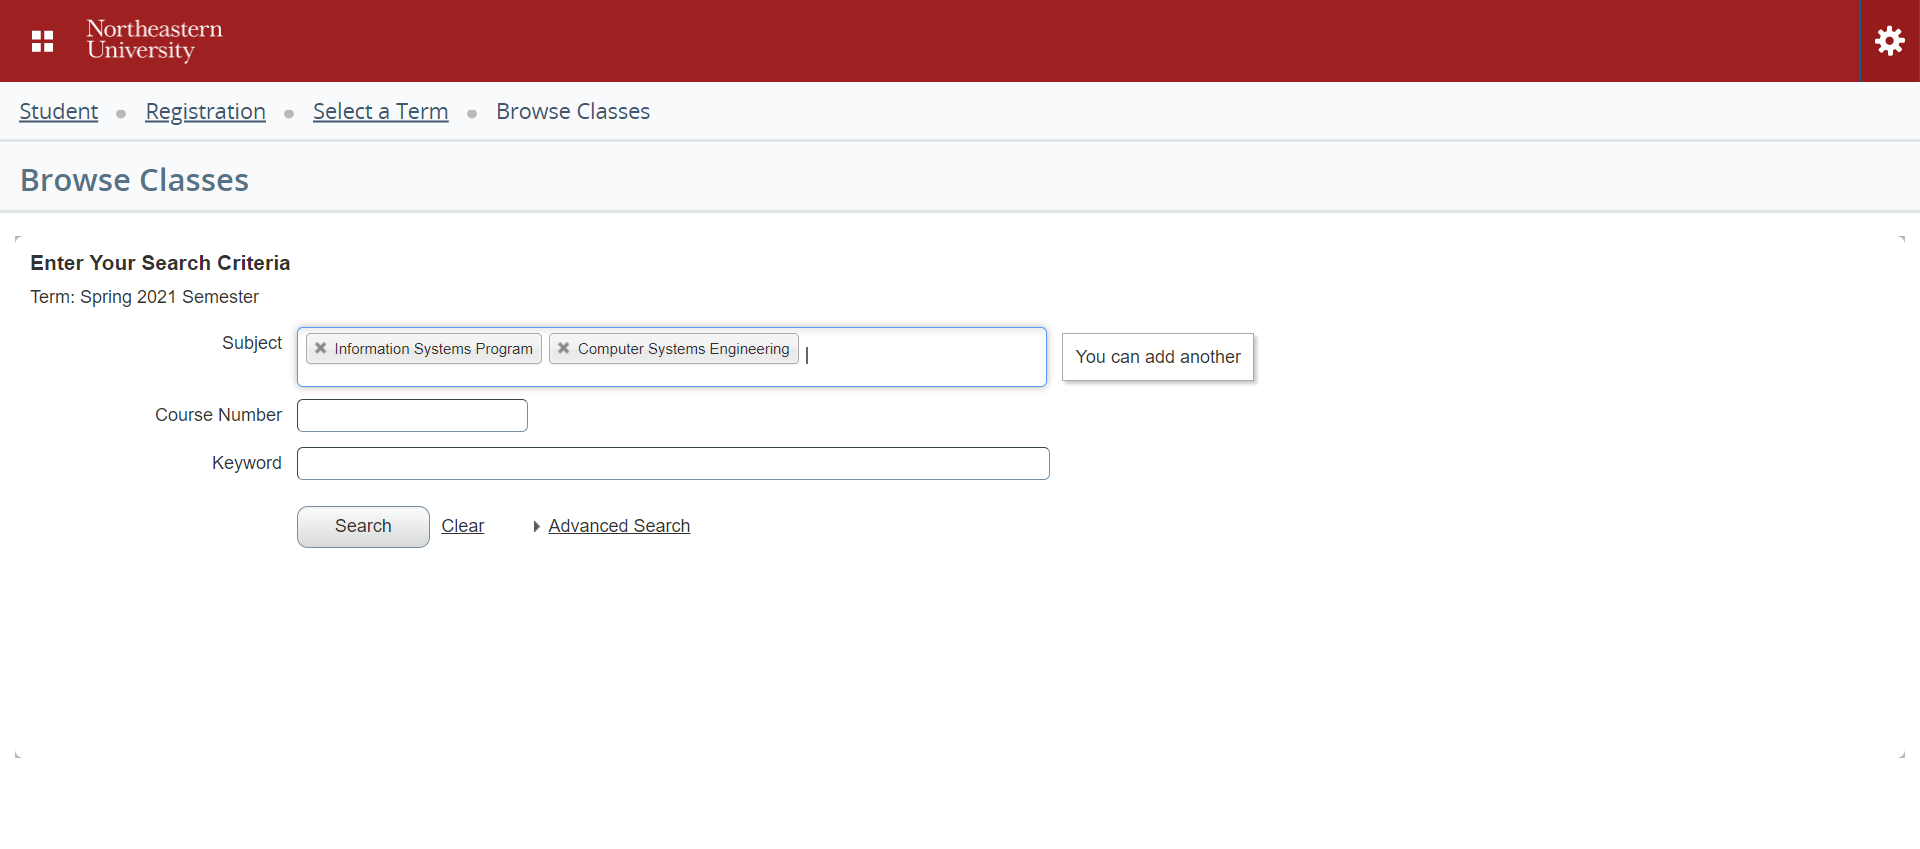 Northeastern
University
Student • Registration • Select a Term • Browse Classes
Browse Classes
Enter Your Search Criteria
Term: Spring 2021 Semester
Subject Information Systems Program Computer Systems Engineering You can add another
Course Number
Keyword
Search Clear Advanced Search